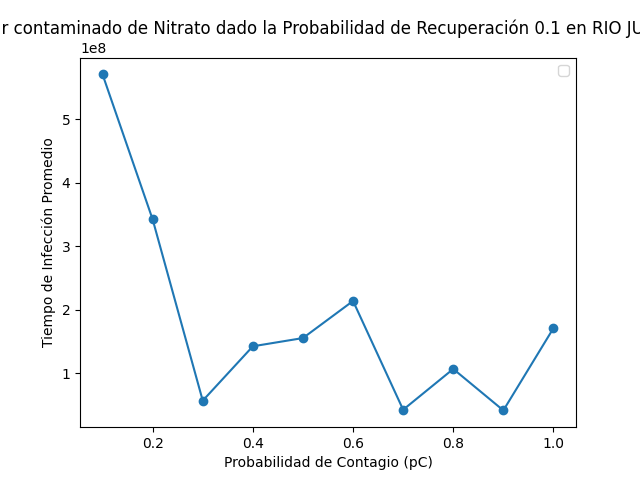 r contaminado de Nitrato dado la Probabilidad de Recuperación 0.1 en RIO JU
1e8
5
4
3
2
1
Tiempo de Infección Promedio
0.2 0.4 0.6 0.8 1.0
Probabilidad de Contagio (pC)